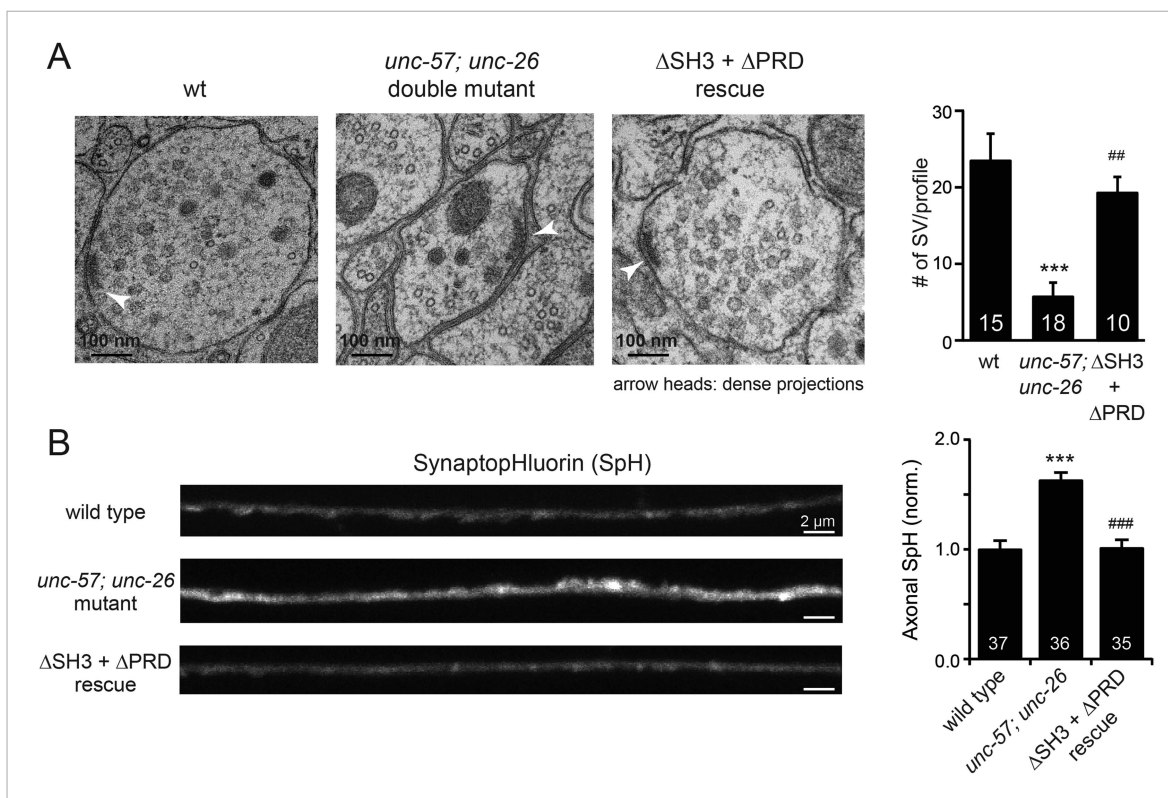 A
wt
unc-57; unc-26
double mutant
ΔSH3 + ΔPRD
rescue
100 nm
100 nm
100 nm
arrow heads: dense projections
# of SV/profile
30
20
10
0
***
##
15
18
10
wt
unc-57;
unc-26
ΔSH3
+
ΔPRD
B
SynaptopHluorin (SpH)
wild type
2 µm
unc-57; unc-26
mutant
ΔSH3 + ΔPRD
rescue
Axonal SpH (norm.)
2.0
1.0
0.0
***
###
37
36
35
wild type
unc-57; unc-26
ΔSH3 + ΔPRD
rescue